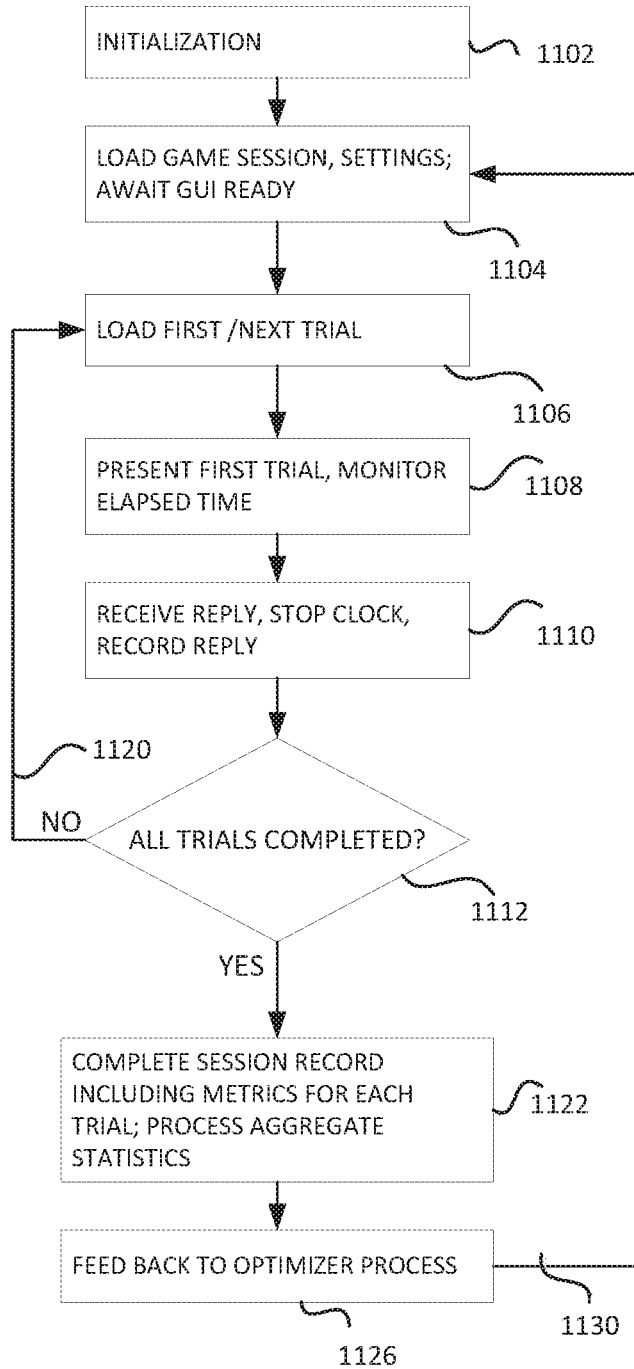 INITIALIZATION
1102
LOAD GAME SESSION, SETTINGS;
AWAIT GUI READY
1104
LOAD FIRST /NEXT TRIAL
1106
PRESENT FIRST TRIAL, MONITOR
ELAPSED TIME
1108
RECEIVE REPLY, STOP CLOCK,
RECORD REPLY
1110
1120
NO
ALL TRIALS COMPLETED?
1112
YES
COMPLETE SESSION RECORD
INCLUDING METRICS FOR EACH
TRIAL; PROCESS AGGREGATE
STATISTICS
1122
FEED BACK TO OPTIMIZER PROCESS
1130
1126